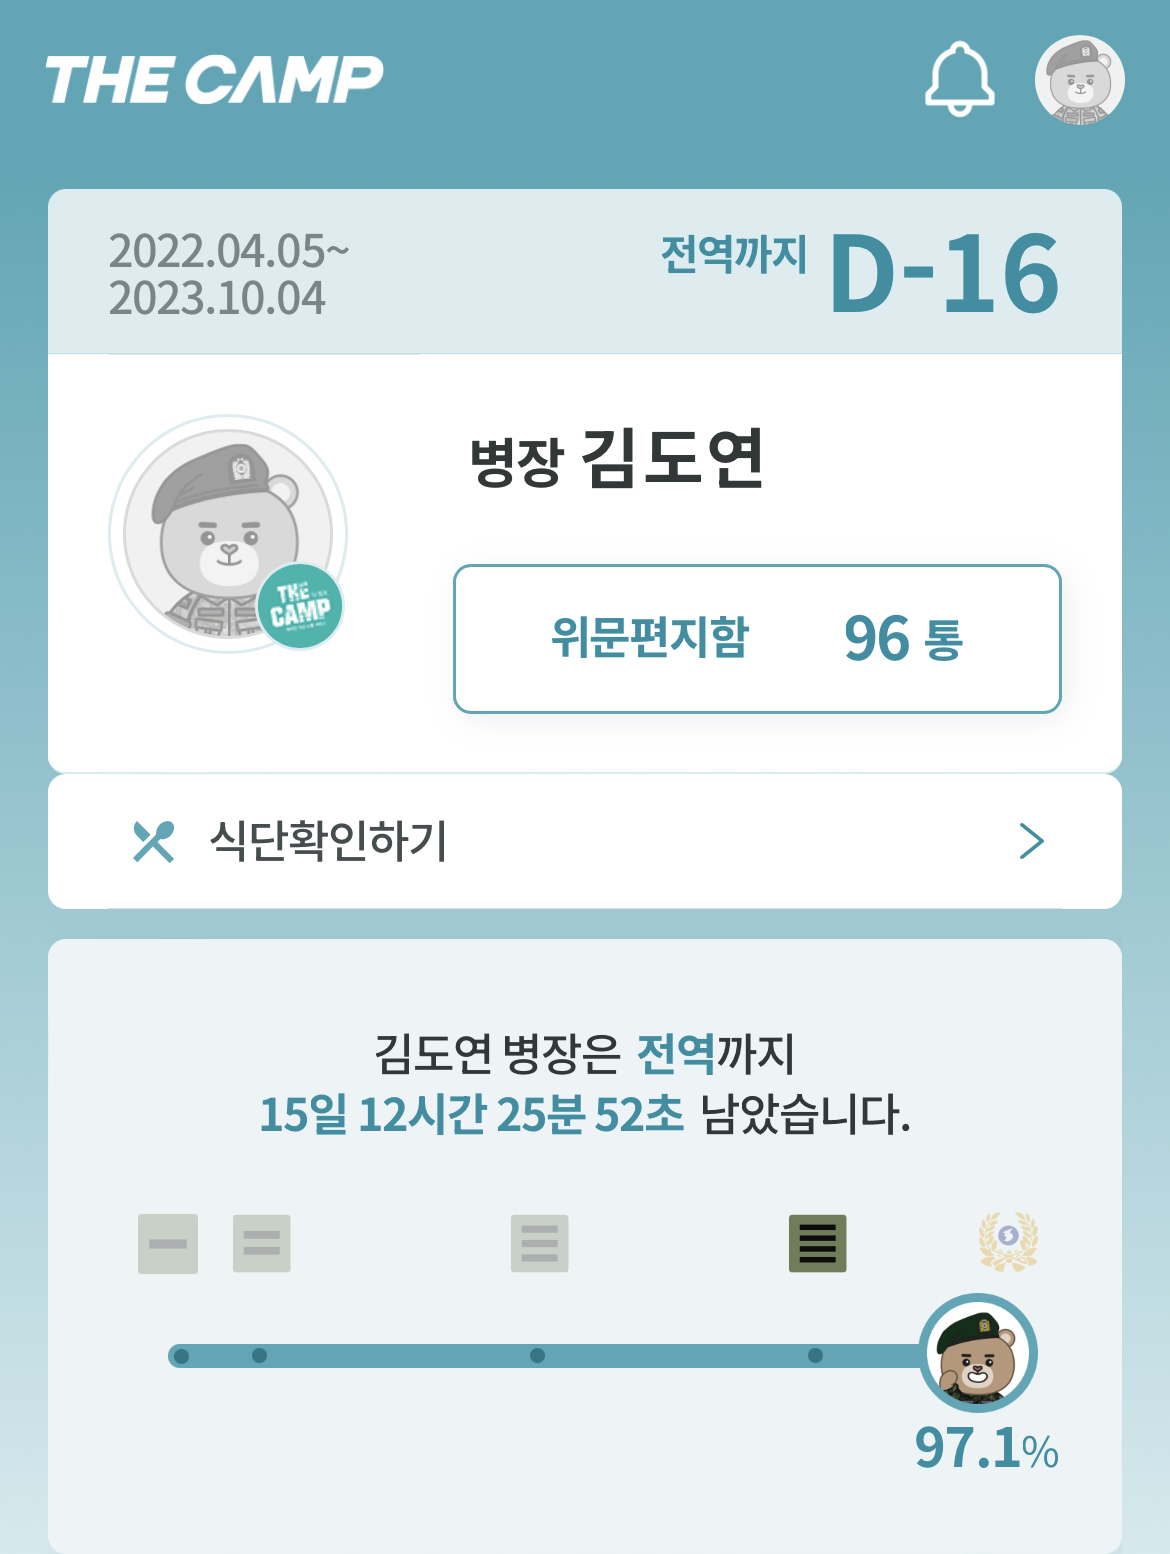 THE CAMP
2022.04.05~
2023.10.04
전역까지 D-16
병장 김도연
THE
CAMP
위문편지함 96 통
식단확인하기
김도연 병장은 전역까지
15일 12시간 25분 52초 남았습니다.
97.1%